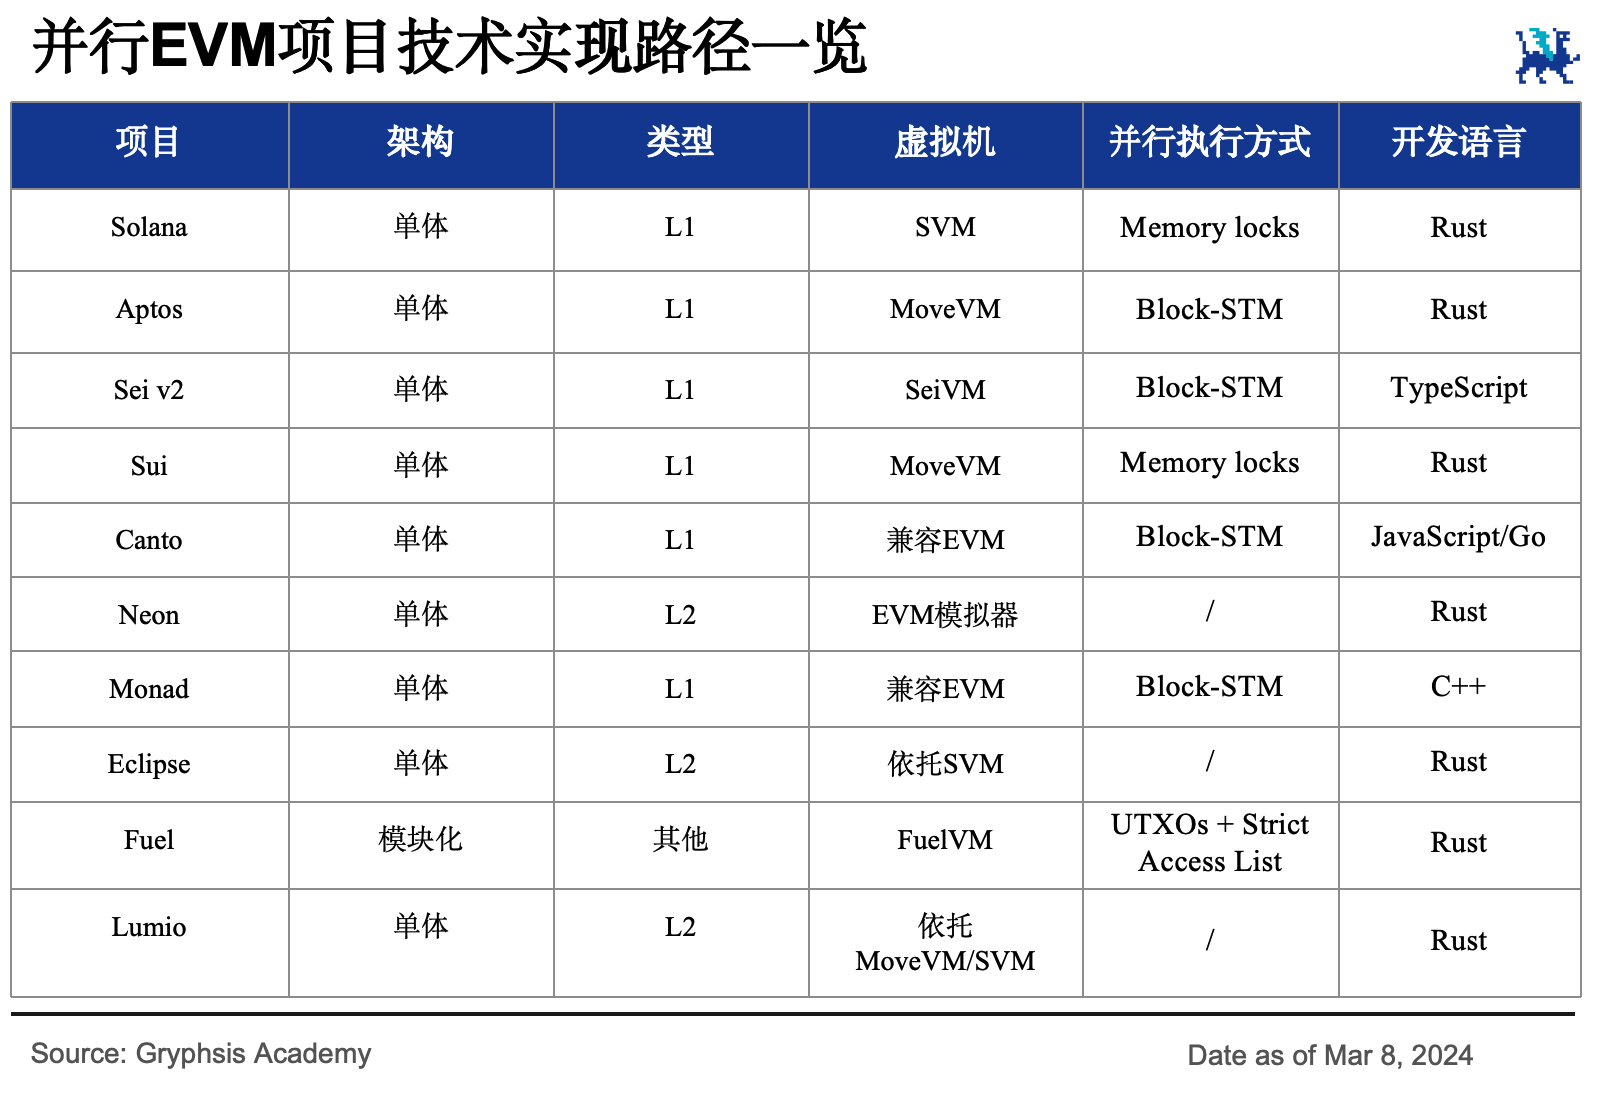 并行EVM项目技术实现路径一览
项目 架构 类型 虚拟机 并行执行方式 开发语言
Solana 单体 L1 SVM Memory locks Rust
Aptos 单体 L1 MoveVM Block-STM Rust
Sei v2 单体 L1 SeiVM Block-STM TypeScript
Sui 单体 L1 MoveVM Memory locks Rust
Canto 单体 L1 兼容EVM Block-STM JavaScript/Go
Neon 单体 L2 EVM模拟器 / Rust
Monad 单体 L1 兼容EVM Block-STM C++
Eclipse 单体 L2 依托SVM / Rust
Fuel 模块化 其他 FuelVM UTXOs + Strict
Access List Rust
Lumio 单体 L2 依托
MoveVM/SVM / Rust
Source: Gryphsis Academy
Date as of Mar 8, 2024